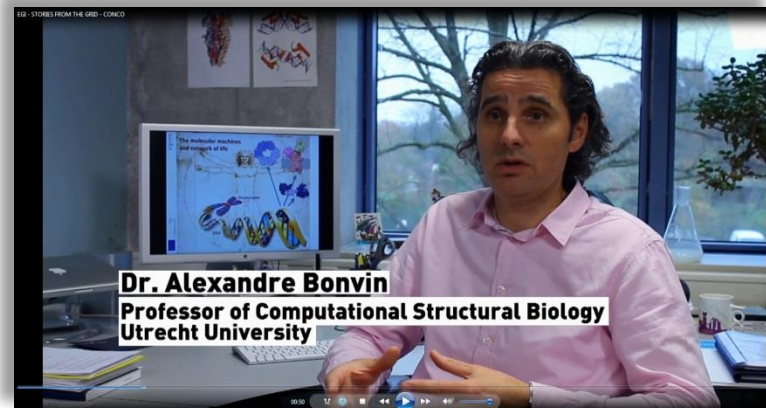 EGI - STORIES FROM THE GRID - CONCO
The molecular machines
and network of life
Dr. Alexandre Bonvin
Professor of Computational Structural Biology
Utrecht University
00:50